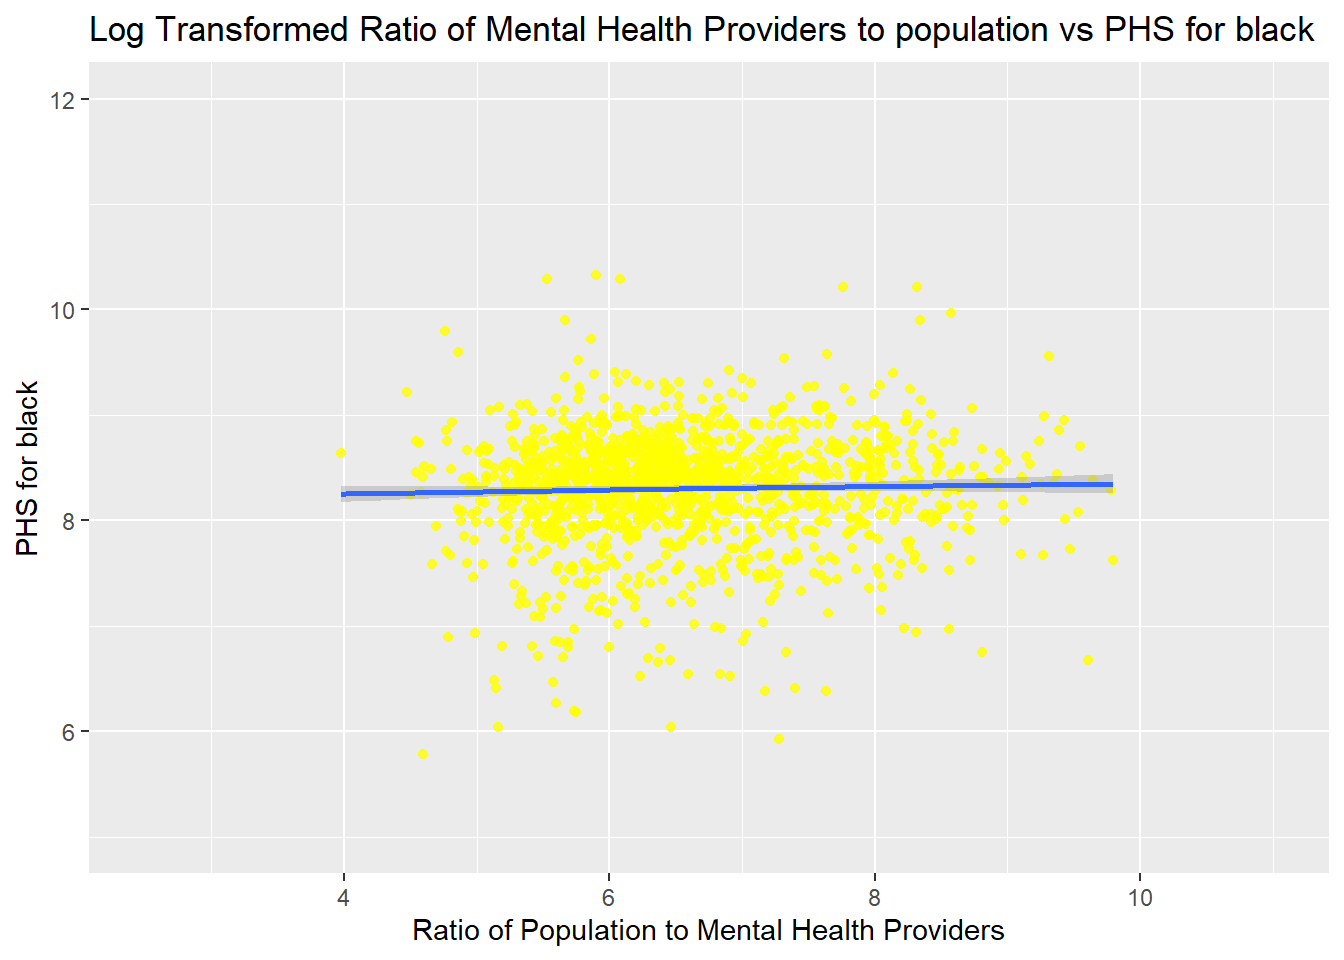 Log Transformed Ratio of Mental Health Providers to population vs PHS for black
12
10
8
6
PHS for black
4 6 8 10
Ratio of Population to Mental Health Providers